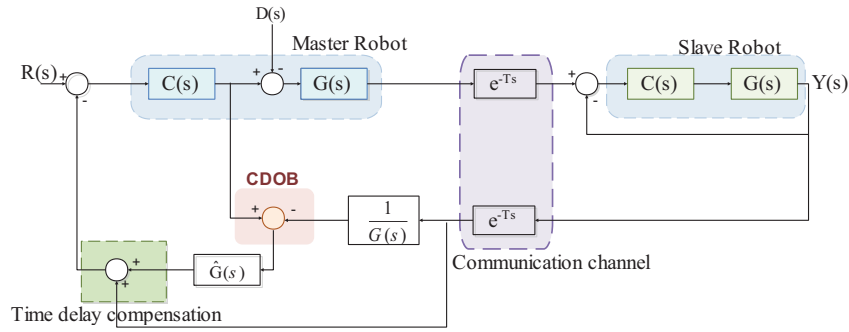 D(s)
Master Robot
Slave Robot
R(s)
+
-
C(s)
+
-
G(s)
e-Ts
+
-
C(s)
G(s)
Y(s)
CDOB
+
-
1
G(s)
e-Ts
Communication channel
+
+
Ĝ(s)
Time delay compensation